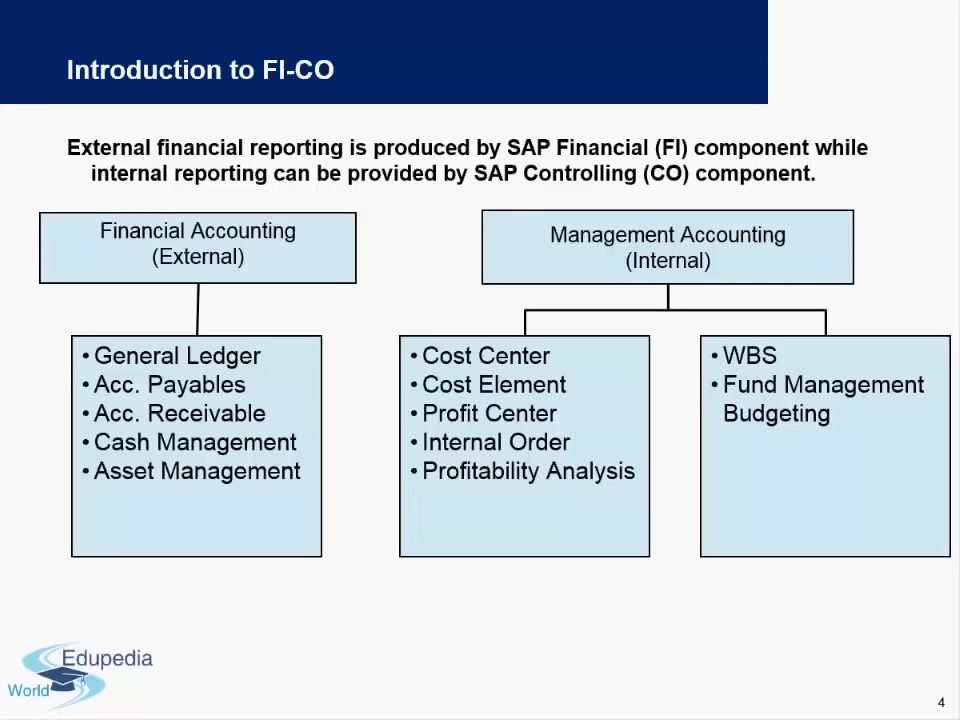 Introduction to FI-CO
External financial reporting is produced by SAP Financial (FI) component while
internal reporting can be provided by SAP Controlling (CO) component.
Financial Accounting
(External)
Management Accounting
(Internal)
• General Ledger
• Acc. Payables
• Acc. Receivable
• Cash Management
• Asset Management
• Cost Center
• Cost Element
• Profit Center
• Internal Order
• Profitability Analysis
• WBS
• Fund Management
Budgeting
Edupedia
World
4